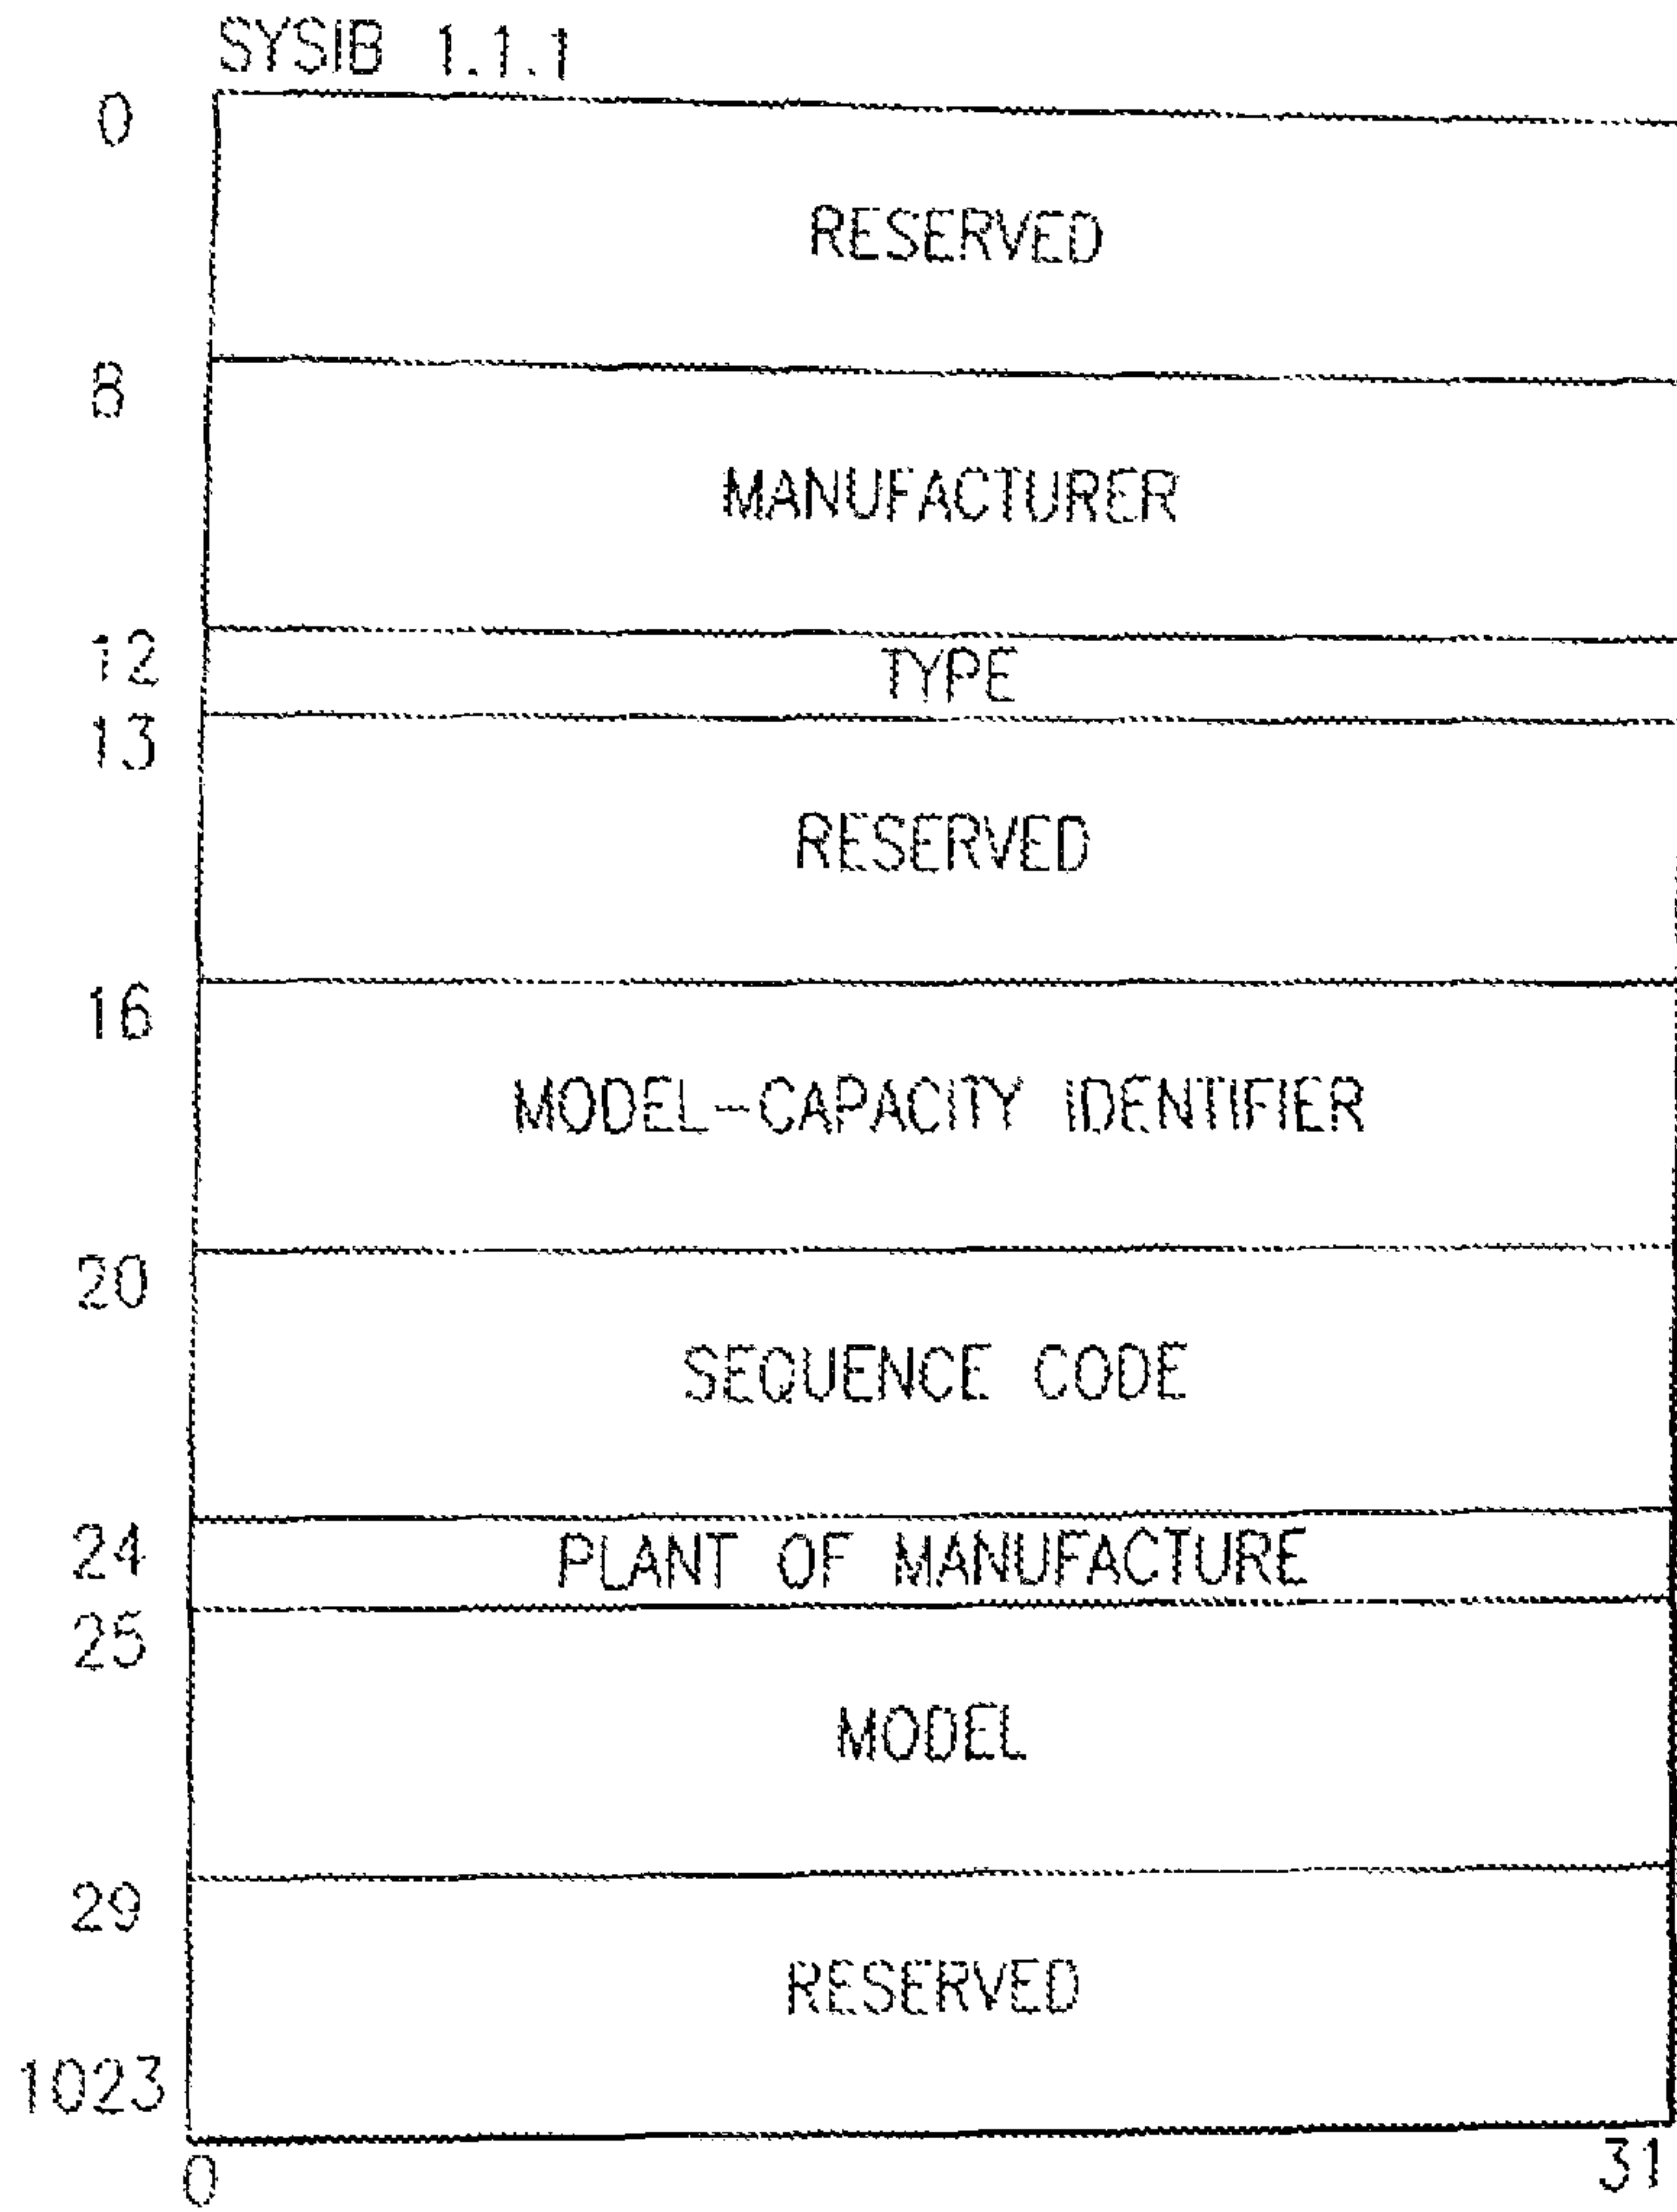 SYSIB 1.1.1
0
RESERVED
8
MANUFACTURER
12
TYPE
13
RESERVED
16
MODEL-CAPACITY IDENTIFIER
20
SEQUENCE CODE
24
PLANT OF MANUFACTURE
25
MODEL
29
RESERVED
1023
0 31